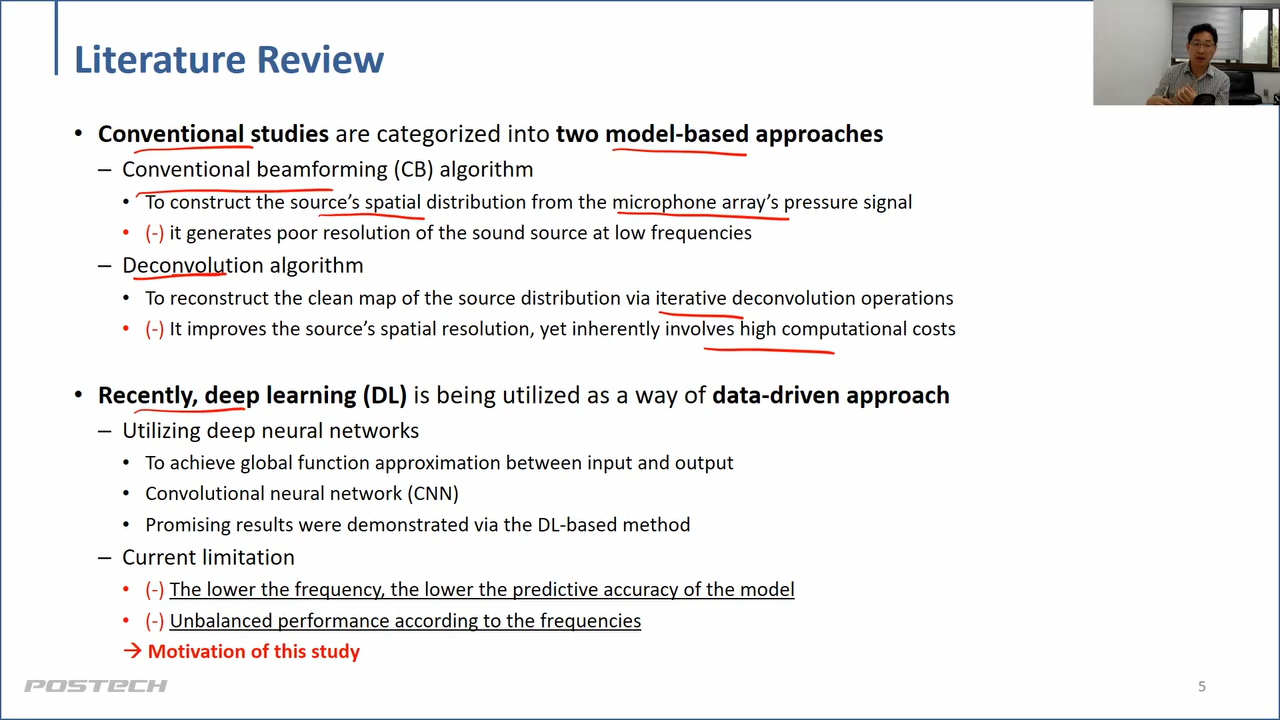 Literature Review
• Conventional studies are categorized into two model-based approaches
– Conventional beamforming (CB) algorithm
• To construct the source's spatial distribution from the microphone array's pressure signal
• (-) it generates poor resolution of the sound source at low frequencies
– Deconvolution algorithm
• To reconstruct the clean map of the source distribution via iterative deconvolution operations
• (-) It improves the source's spatial resolution, yet inherently involves high computational costs
• Recently, deep learning (DL) is being utilized as a way of data-driven approach
– Utilizing deep neural networks
• To achieve global function approximation between input and output
• Convolutional neural network (CNN)
• Promising results were demonstrated via the DL-based method
– Current limitation
• (-) The lower the frequency, the lower the predictive accuracy of the model
• (-) Unbalanced performance according to the frequencies
→ Motivation of this study
POSTECH
5